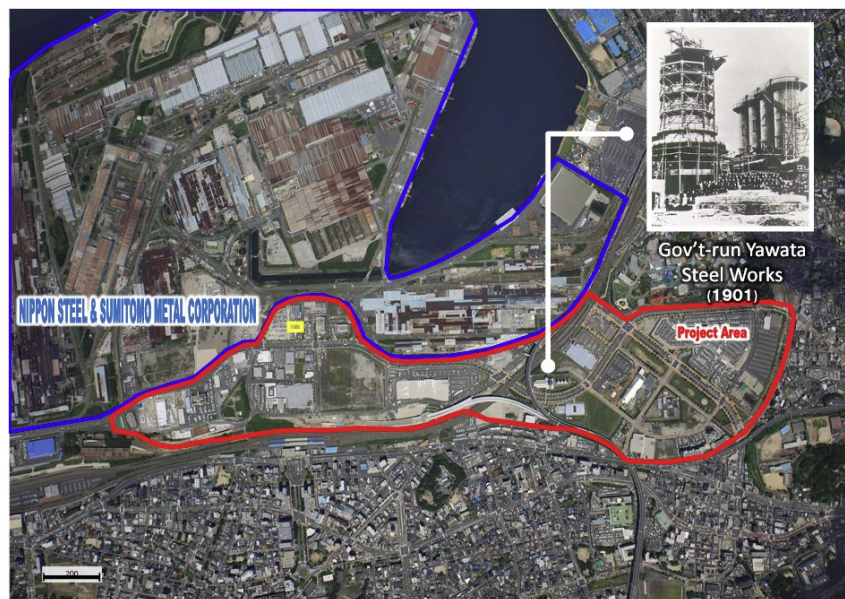 Gov't-run Yawata
Steel Works
(1901)
NIPPON STEEL & SUMITOMO METAL CORPORATION
Project Area
200